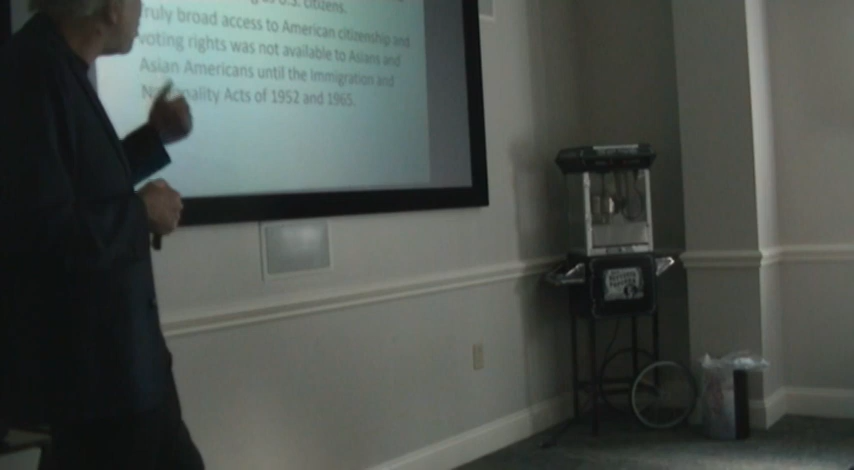 as U.S. citizens.
Truly broad access to American citizenship and
voting rights was not available to Asians and
Asian Americans until the Immigration and
Nationality Acts of 1952 and 1965.